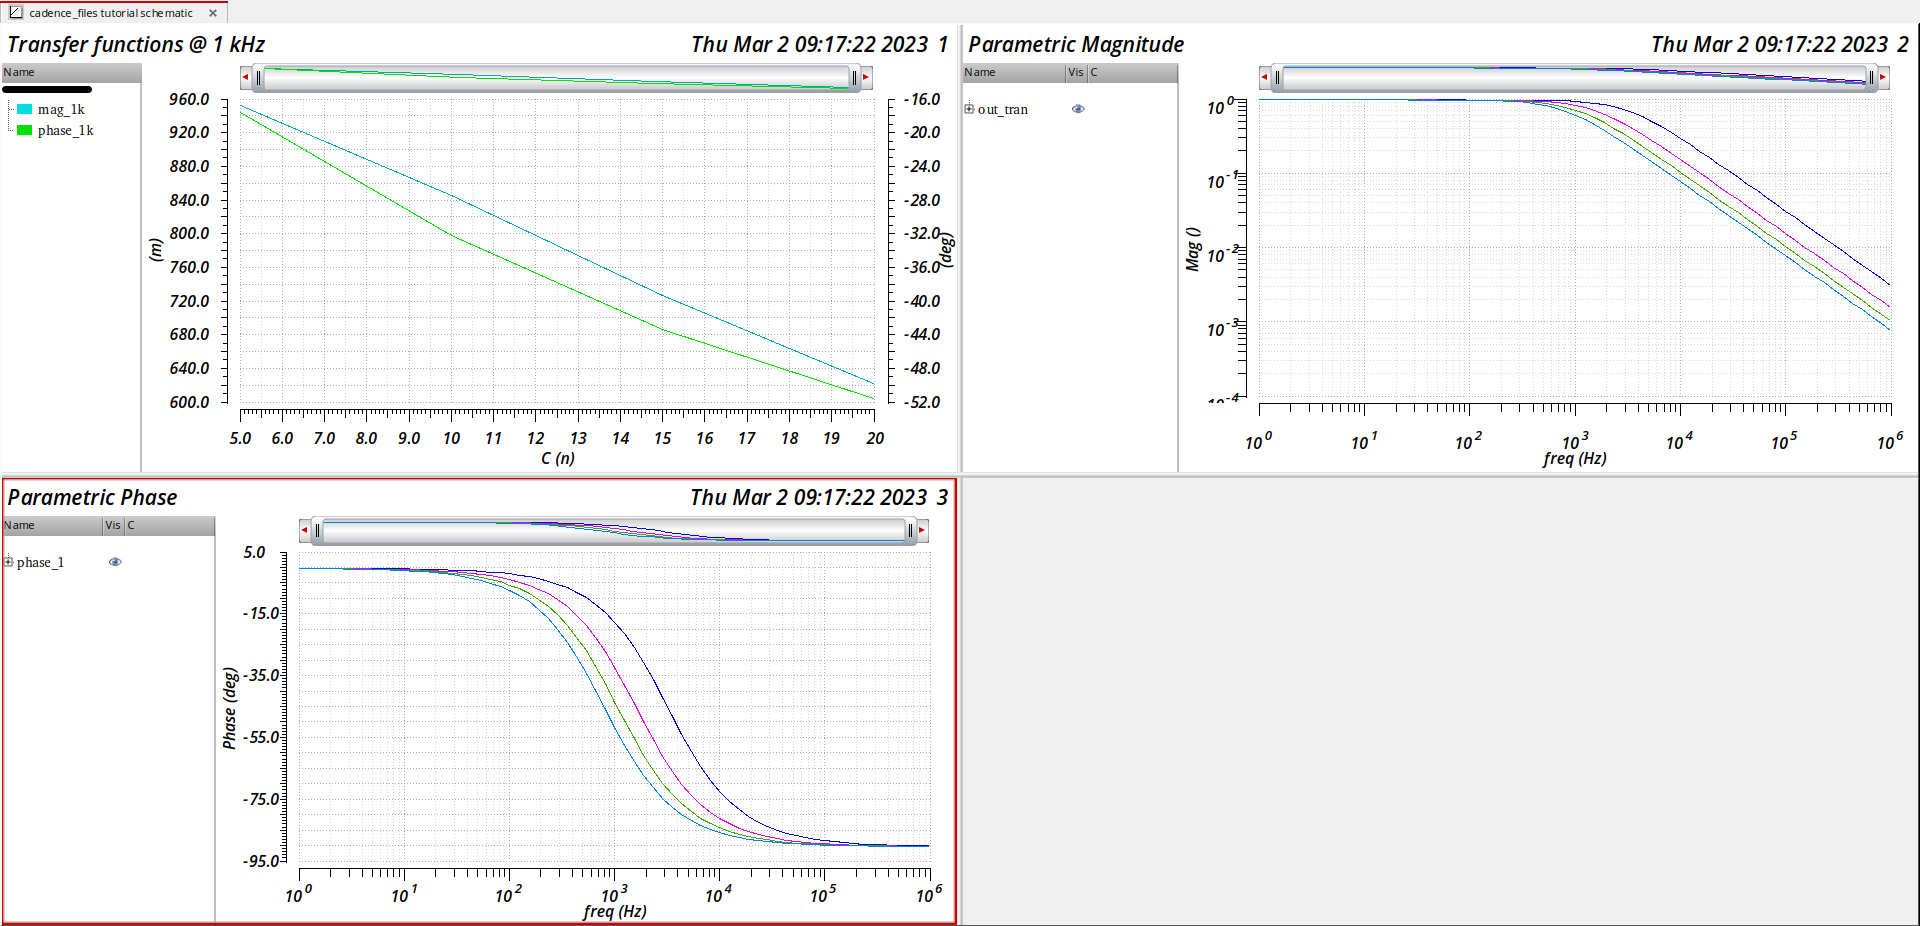 cadence_files tutorial schematic
Transfer functions @ 1 kHz
Thu Mar 2 09:17:22 2023 1
Name
mag_1k
phase_1k
960.0
920.0
880.0
840.0
800.0
760.0
720.0
680.0
640.0
600.0
(m)
-16.0
-20.0
-24.0
-28.0
-32.0
-36.0
-40.0
-44.0
-48.0
-52.0
(deg)
5.0 6.0 7.0 8.0 9.0 10 11 12 13 14 15 16 17 18 19 20
C (n)
Parametric Magnitude
Thu Mar 2 09:17:22 2023 2
Name Vis C
out_tran
10^0
10^-1
10^-2
10^-3
10^-4
Mag ()
10^0 10^1 10^2 10^3 10^4 10^5 10^6
freq (Hz)
Parametric Phase
Thu Mar 2 09:17:22 2023 3
Name Vis C
phase_1
5.0
-15.0
-35.0
-55.0
-75.0
-95.0
Phase (deg)
10^0 10^1 10^2 10^3 10^4 10^5 10^6
freq (Hz)